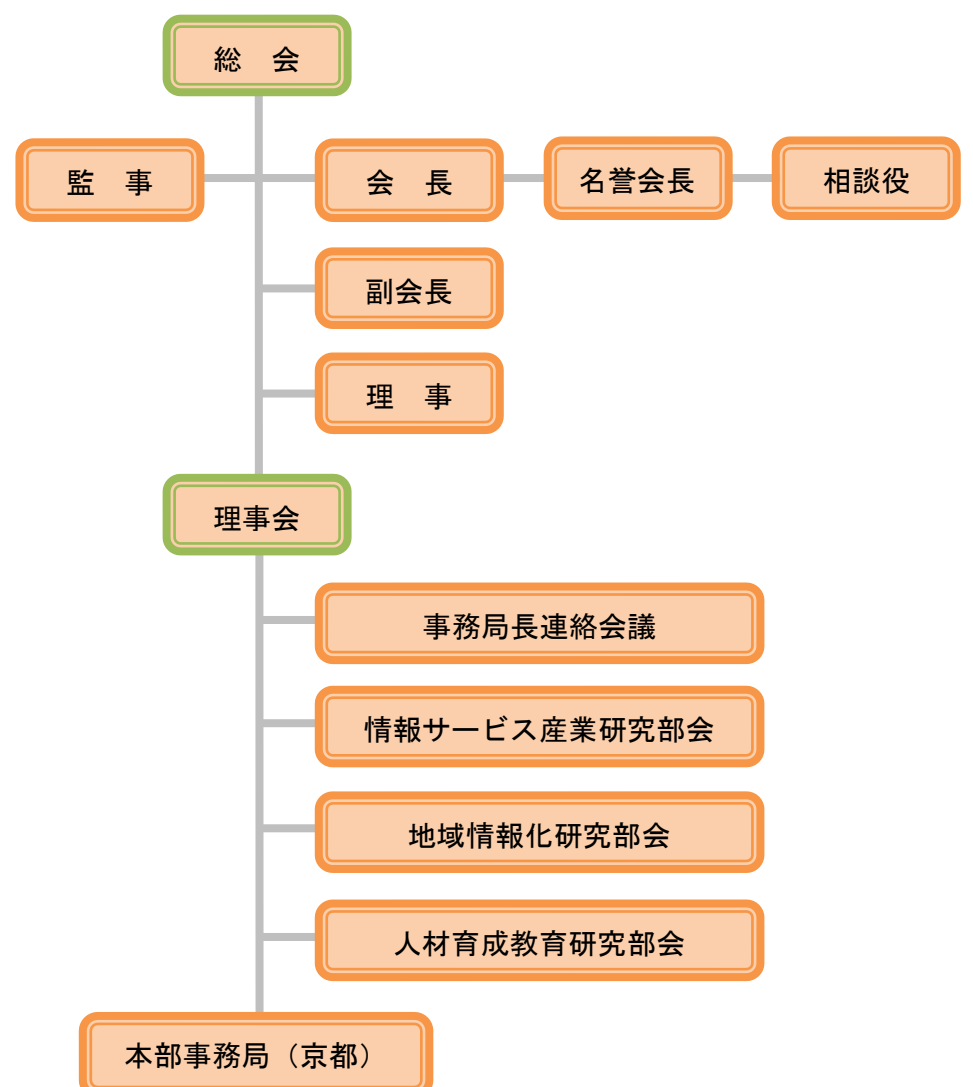 総　会
監　事
会　長
名誉会長
相談役
副会長
理　事
理事会
事務局長連絡会議
情報サービス産業研究部会
地域情報化研究部会
人材育成教育研究部会
本部事務局（京都）